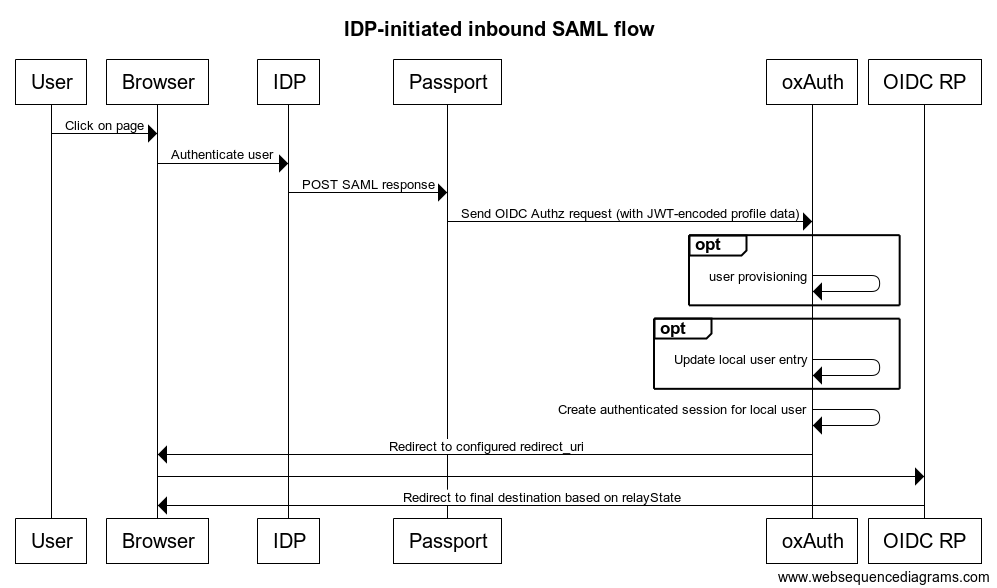 IDP-initiated inbound SAML flow
User Browser IDP Passport oxAuth OIDC RP
Click on page
Authenticate user
POST SAML response
Send OIDC Authz request (with JWT-encoded profile data)
opt
user provisioning
opt
Update local user entry
Create authenticated session for local user
Redirect to configured redirect_uri
Redirect to final destination based on relayState
User Browser IDP Passport oxAuth OIDC RP
www.websequencediagrams.com